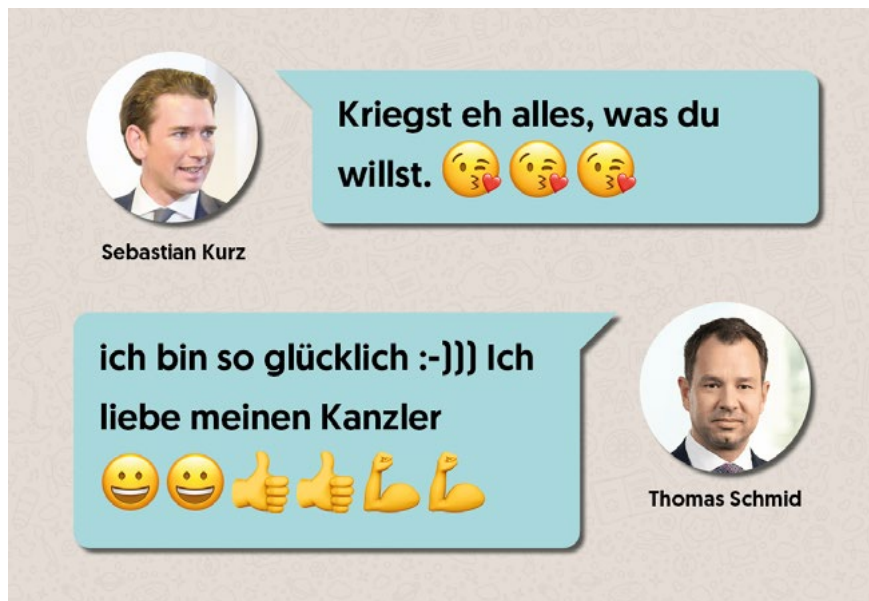 Kriegst eh alles, was du
willst. 😘 😘 😘
Sebastian Kurz
ich bin so glücklich :-))) Ich
liebe meinen Kanzler
😀😀👍👍💪💪
Thomas Schmid